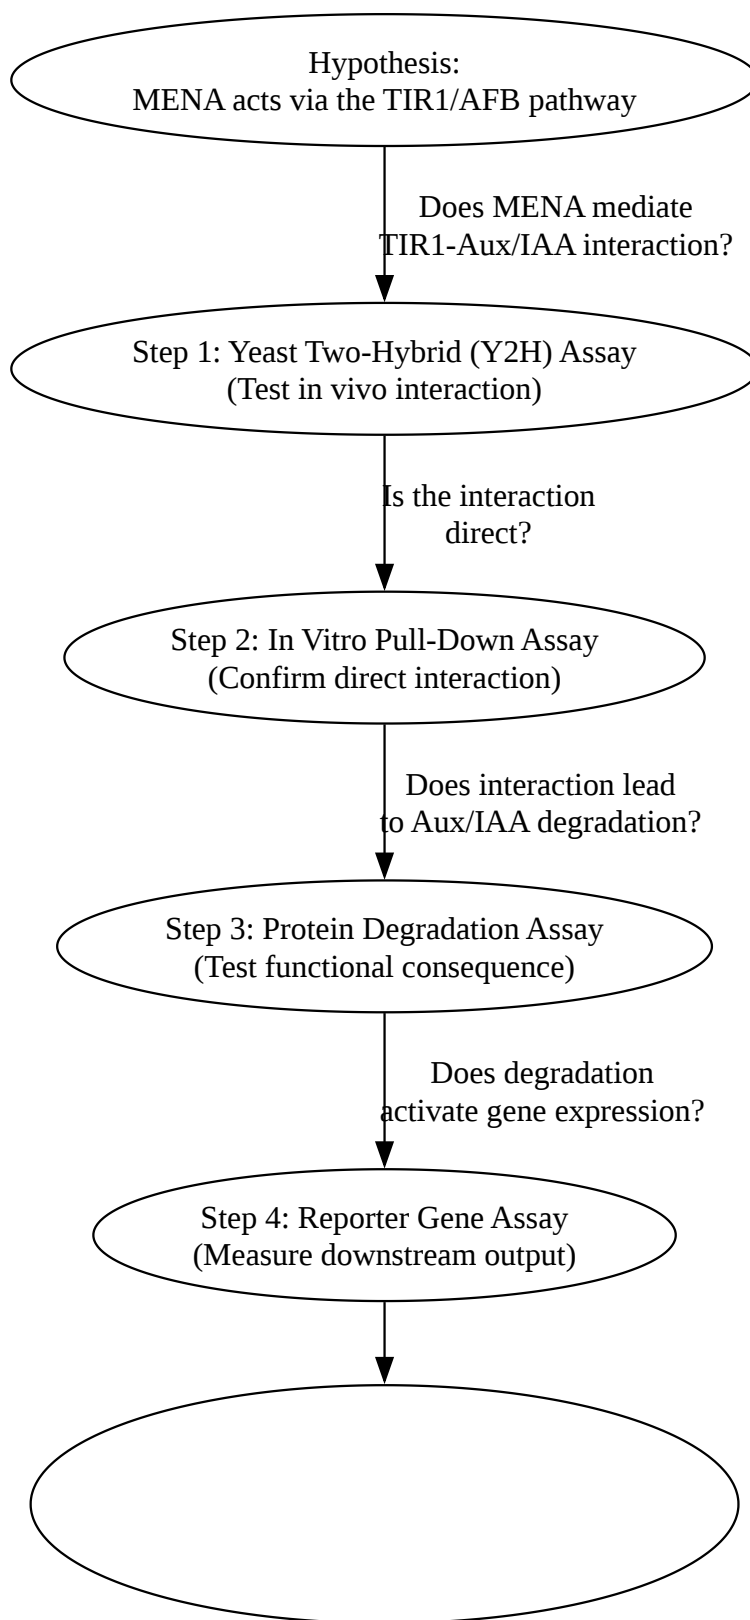 Hypothesis:
MENA acts via the TIR1/AFB pathway
Does MENA mediate
TIR1-Aux/IAA interaction?
Step 1: Yeast Two-Hybrid (Y2H) Assay
(Test in vivo interaction)
Is the interaction
direct?
Step 2: In Vitro Pull-Down Assay
(Confirm direct interaction)
Does interaction lead
to Aux/IAA degradation?
Step 3: Protein Degradation Assay
(Test functional consequence)
Does degradation
activate gene expression?
Step 4: Reporter Gene Assay
(Measure downstream output)